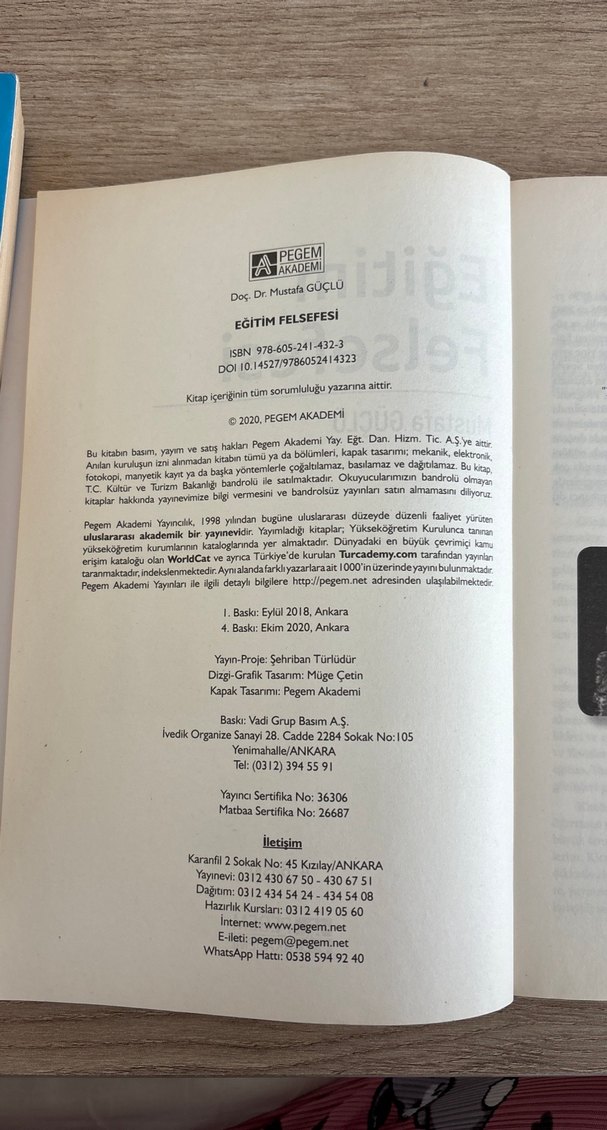 PEGEM
AKADEMİ
Doç. Dr. Mustafa GÜÇLÜ
EĞİTİM FELSEFESİ
ISBN 978-605-241-432-3
DOI 10.14527/9786052414323
Kitap içeriğinin tüm sorumluluğu yazarına aittir.
© 2020, PEGEM AKADEMİ
Bu kitabın basım, yayım ve satış hakları Pegem Akademi Yay. Eğt. Dan. Hizm. Tic. A.Ş.'ye aittir.
Anılan kuruluşun izni alınmadan kitabın tümü ya da bölümleri, kapak tasarımı; mekanik, elektronik,
fotokopi, manyetik kayıt ya da başka yöntemlerle çoğaltılamaz, basılamaz ve dağıtılamaz. Bu kitap,
T.C. Kültür ve Turizm Bakanlığı bandrolü ile satılmaktadır. Okuyucularımızın bandrolü olmayan
kitaplar hakkında yayınevimize bilgi vermesini ve bandrolsüz yayınları satın almamasını diliyoruz.
Pegem Akademi Yayıncılık, 1998 yılından bugüne uluslararası düzeyde düzenli faaliyet yürüten
uluslararası akademik bir yayınevidir. Yayımladığı kitaplar; Yükseköğretim Kurulunca tanınan
yükseköğretim kurumlarının kataloglarında yer almaktadır. Dünyadaki en büyük çevrimiçi kamu
erişim kataloğu olan WorldCat ve ayrıca Türkiye'de kurulan Turcademy.com tarafından yayınları
taranmaktadır, indekslenmektedir. Aynı alanda farklı yazarlara ait 1000'in üzerinde yayını bulunmaktadır.
Pegem Akademi Yayınları ile ilgili detaylı bilgilere http://pegem.net adresinden ulaşılabilmektedir.
1. Baskı: Eylül 2018, Ankara
4. Baskı: Ekim 2020, Ankara
Yayın-Proje: Şehriban Türlüdür
Dizgi-Grafik Tasarım: Müge Çetin
Kapak Tasarımı: Pegem Akademi
Baskı: Vadi Grup Basım A.Ş.
İvedik Organize Sanayi 28. Cadde 2284 Sokak No:105
Yenimahalle/ANKARA
Tel: (0312) 394 55 91
Yayıncı Sertifika No: 36306
Matbaa Sertifika No: 26687
İletişim
Karanfil 2 Sokak No: 45 Kızılay/ANKARA
Yayınevi: 0312 430 67 50 - 430 67 51
Dağıtım: 0312 434 54 24 - 434 54 08
Hazırlık Kursları: 0312 419 05 60
İnternet: www.pegem.net
E-ileti: pegem@pegem.net
WhatsApp Hattı: 0538 594 92 40